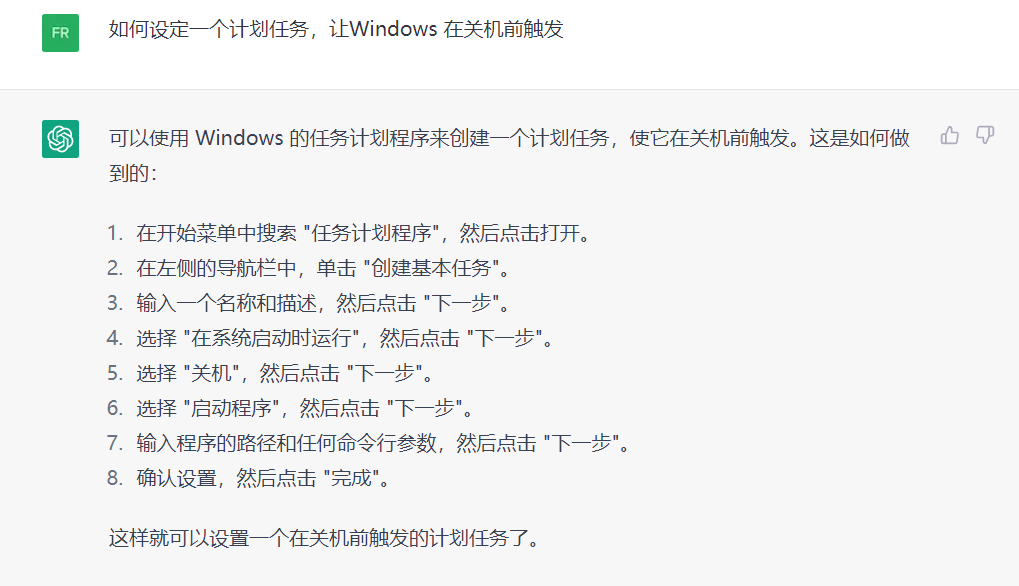 FR
如何设定一个计划任务，让Windows 在关机前触发
可以使用 Windows 的任务计划程序来创建一个计划任务，使它在关机前触发。这是如何做
到的：
1. 在开始菜单中搜索 "任务计划程序"，然后点击打开。
2. 在左侧的导航栏中，单击 "创建基本任务"。
3. 输入一个名称和描述，然后点击 "下一步"。
4. 选择 "在系统启动时运行"，然后点击 "下一步"。
5. 选择 "关机"，然后点击 "下一步"。
6. 选择 "启动程序"，然后点击 "下一步"。
7. 输入程序的路径和任何命令行参数，然后点击 "下一步"。
8. 确认设置，然后点击 "完成"。
这样就可以设置一个在关机前触发的计划任务了。